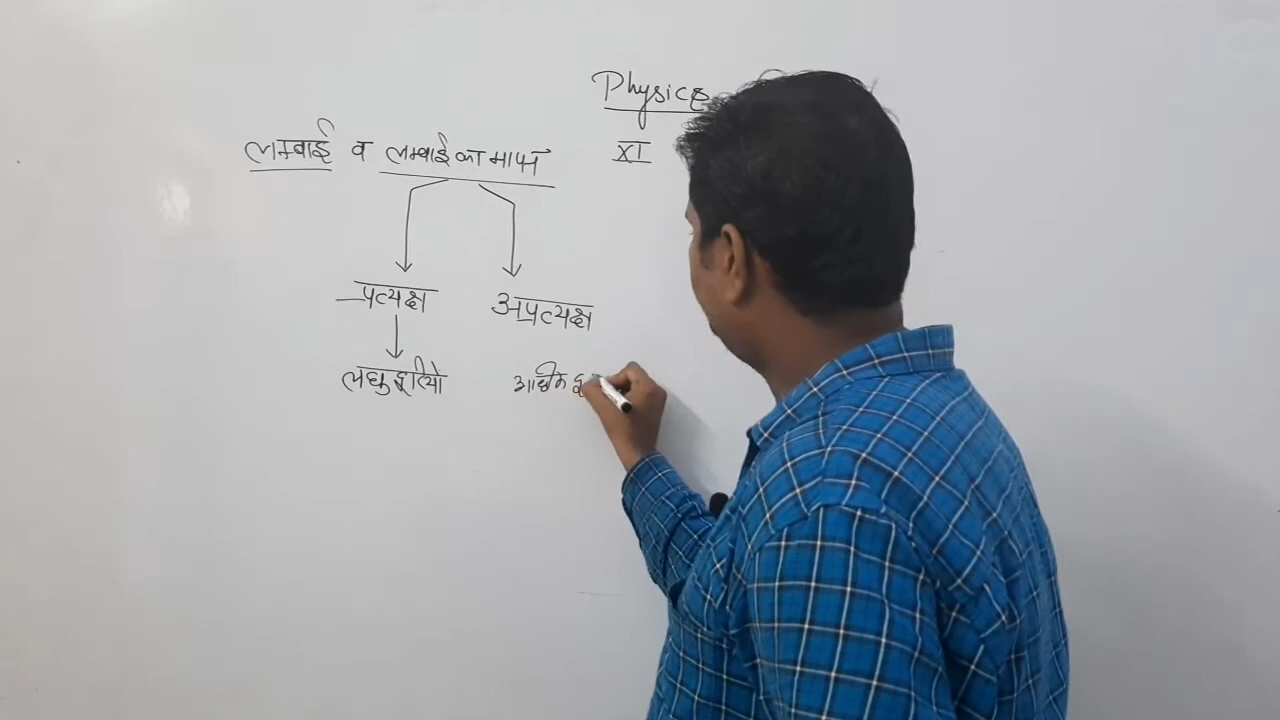 Physics
XI
लम्बाई व लम्बाई का मापन
प्रत्यक्ष अप्रत्यक्ष
लघु दूरियों